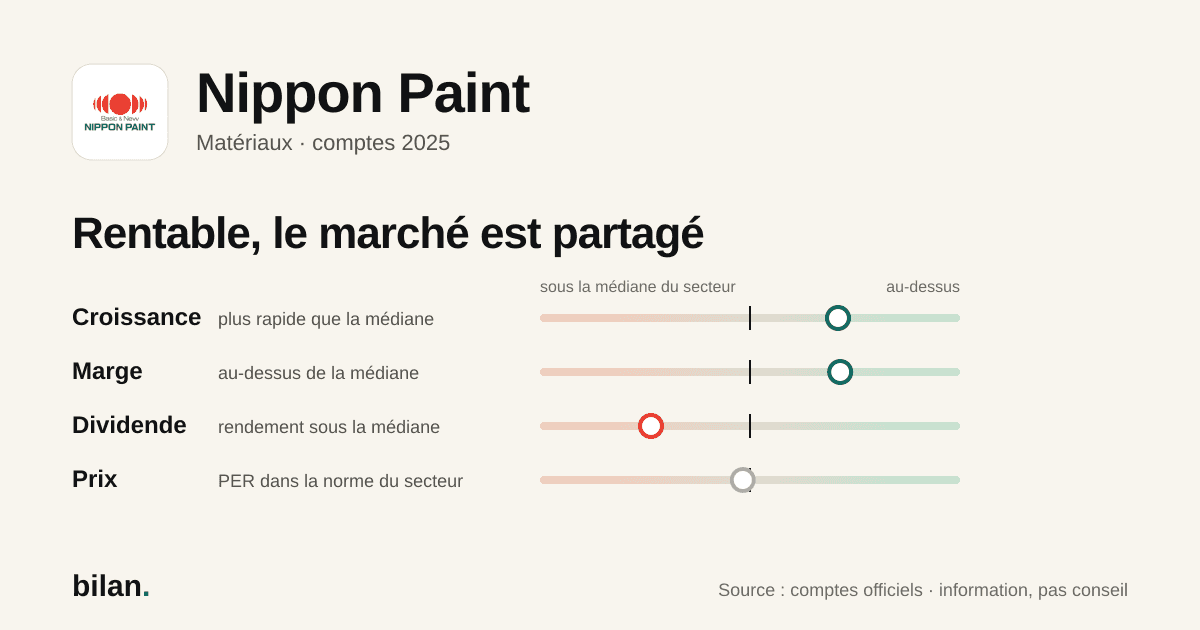 Basic & New
NIPPON PAINT
Nippon Paint
Matériaux · comptes 2025
Rentable, le marché est partagé
sous la médiane du secteur au-dessus
Croissance plus rapide que la médiane
Marge au-dessus de la médiane
Dividende rendement sous la médiane
Prix PER dans la norme du secteur
bilan.
Source : comptes officiels · information, pas conseil